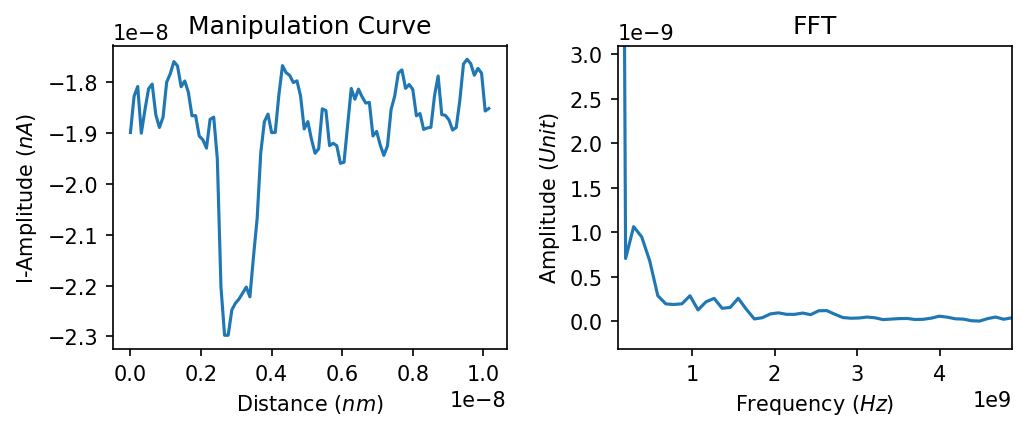 Manipulation Curve
1e−8
−1.8
−1.9
−2.0
−2.1
−2.2
−2.3
I-Amplitude (nA)
0.0 0.2 0.4 0.6 0.8 1.0
1e−8
Distance (nm)
FFT
1e−9
3.0
2.5
2.0
1.5
1.0
0.5
0.0
Amplitude (Unit)
1 2 3 4
1e9
Frequency (Hz)